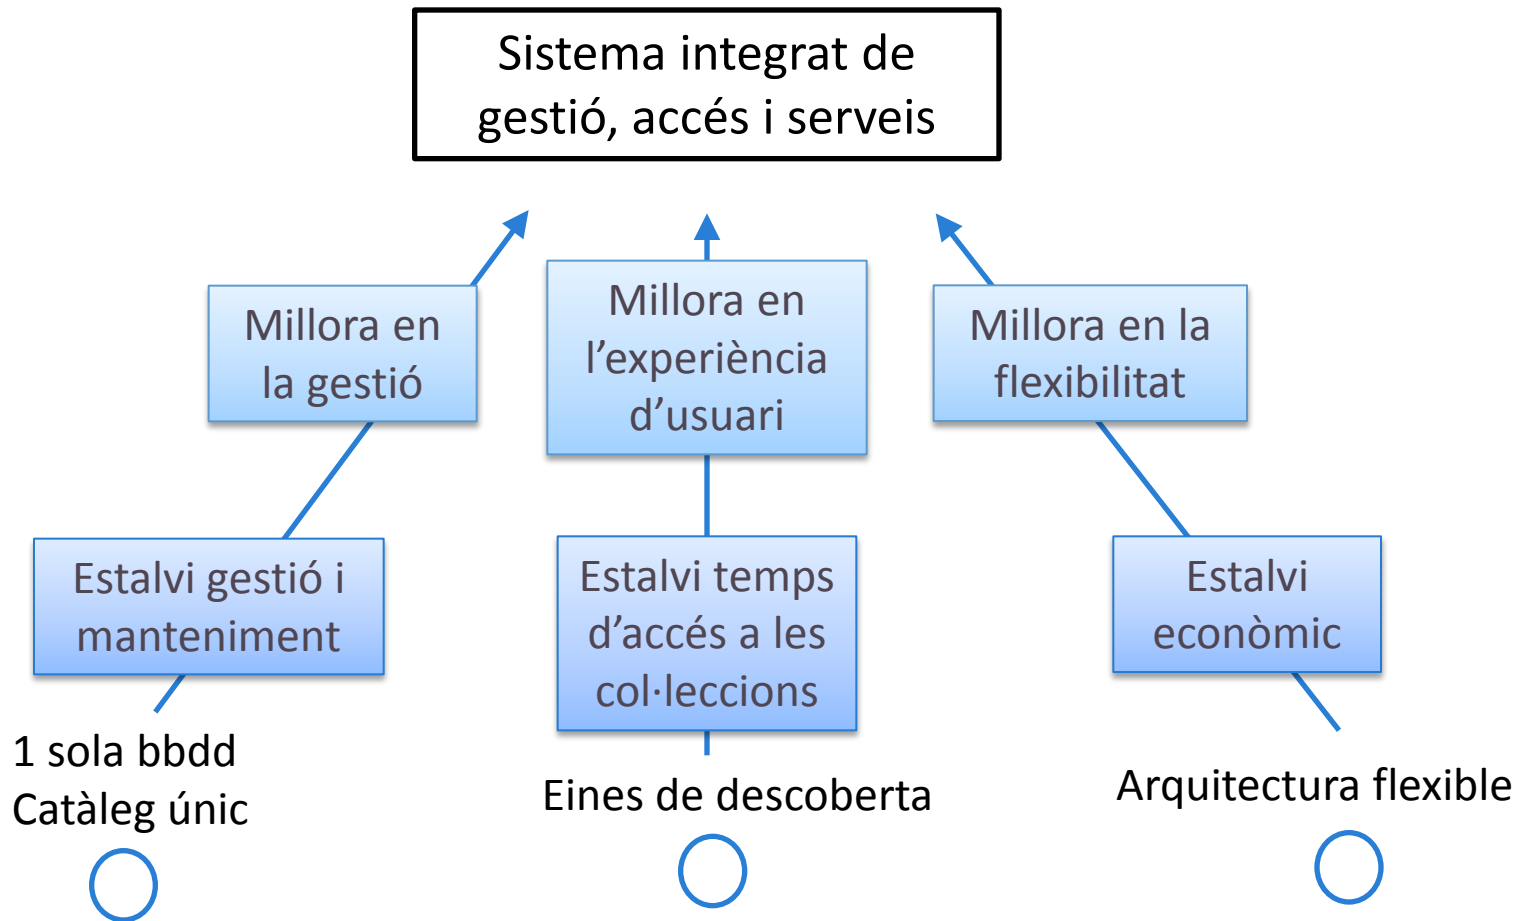 Sistema integrat de
gestió, accés i serveis
Millora en
la gestió
Millora en
l’experiència
d’usuari
Millora en la
flexibilitat
Estalvi gestió i
manteniment
Estalvi temps
d’accés a les
col·leccions
Estalvi
econòmic
1 sola bbdd
Catàleg únic
Eines de descoberta
Arquitectura flexible